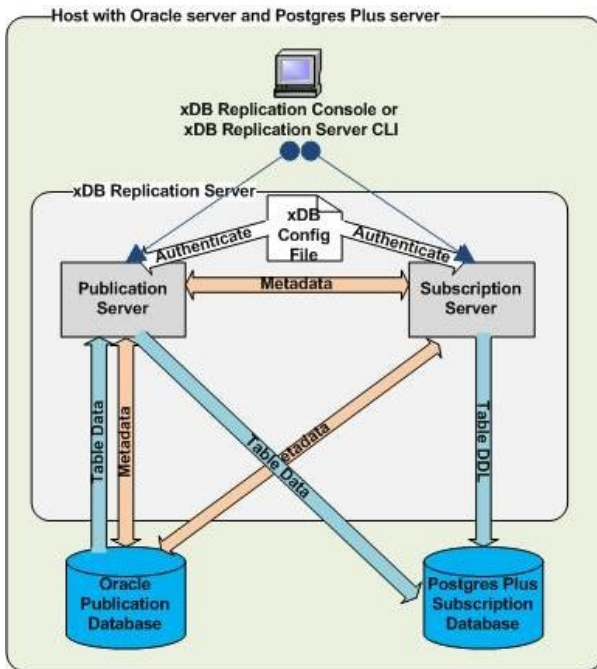 Host with Oracle server and Postgres Plus server
xDB Replication Console or
xDB Replication Server CLI
xDB Replication Server
xDB
Config
File
Authenticate
Authenticate
Publication
Server
Metadata
Subscription
Server
Table Data
Metadata
Table Data
etadata
Table DDL
Oracle
Publication
Database
Postgres Plus
Subscription
Database